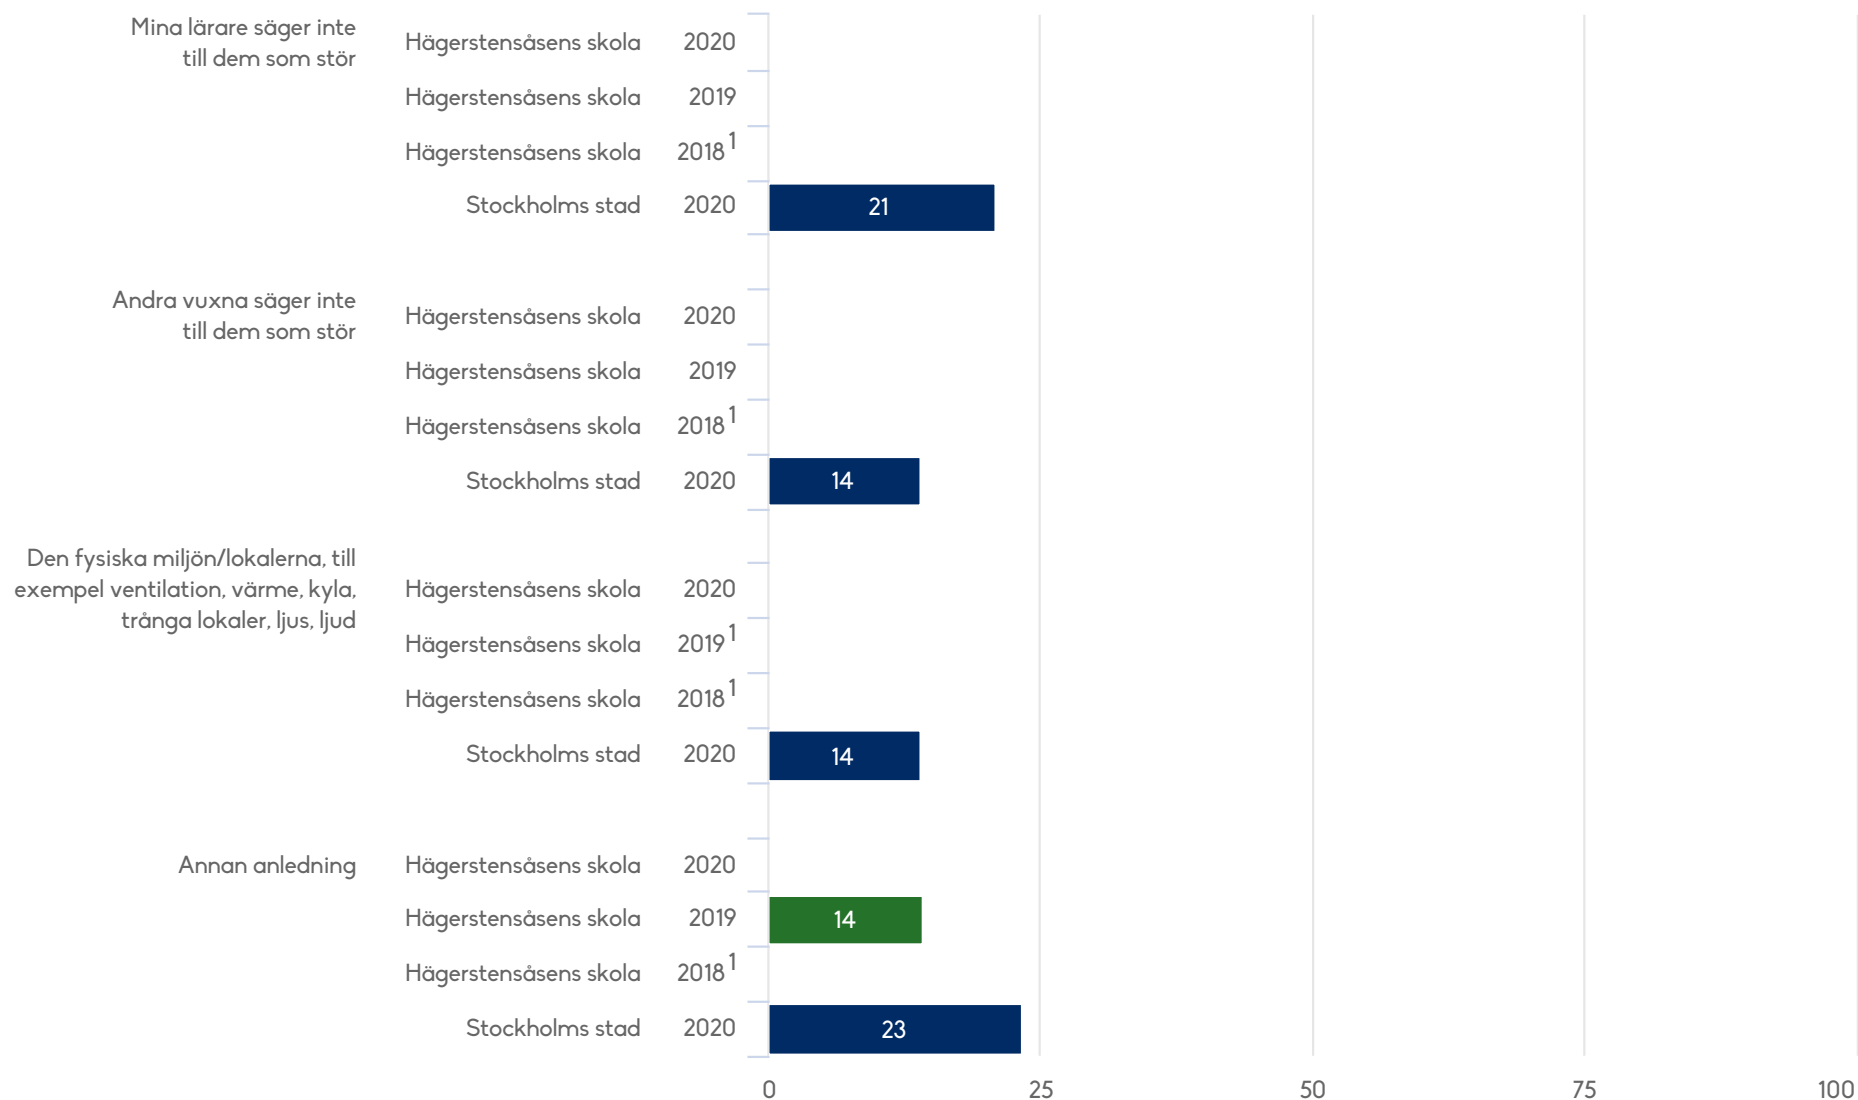 Mina lärare säger inte
till dem som stör
Hägerstensåsens skola 2020
Hägerstensåsens skola 2019
Hägerstensåsens skola 2018 1
Stockholms stad 2020 21
Andra vuxna säger inte
till dem som stör
Hägerstensåsens skola 2020
Hägerstensåsens skola 2019
Hägerstensåsens skola 2018 1
Stockholms stad 2020 14
Den fysiska miljön/lokalerna, till
exempel ventilation, värme, kyla,
trånga lokaler, ljus, ljud
Hägerstensåsens skola 2020
Hägerstensåsens skola 2019 1
Hägerstensåsens skola 2018 1
Stockholms stad 2020 14
Annan anledning Hägerstensåsens skola 2020
Hägerstensåsens skola 2019 14
Hägerstensåsens skola 2018 1
Stockholms stad 2020 23
0 25 50 75 100